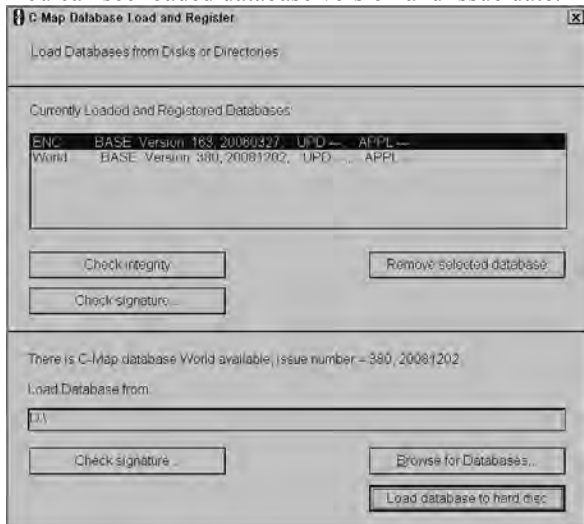 C-Map Database Load and Register
Load Databases from Disks or Directories
Currently Loaded and Registered Databases:
ENC BASE Version 163, 20060327, UPD --, APPL --
World BASE Version 380, 20081202, UPD --, APPL --
Check integrity
Remove selected database
Check signature...
There is C-Map database World available, issue number = 380, 20081202
Load Database from:
D:\
Check signature...
Browse for Databases...
Load database to hard disc